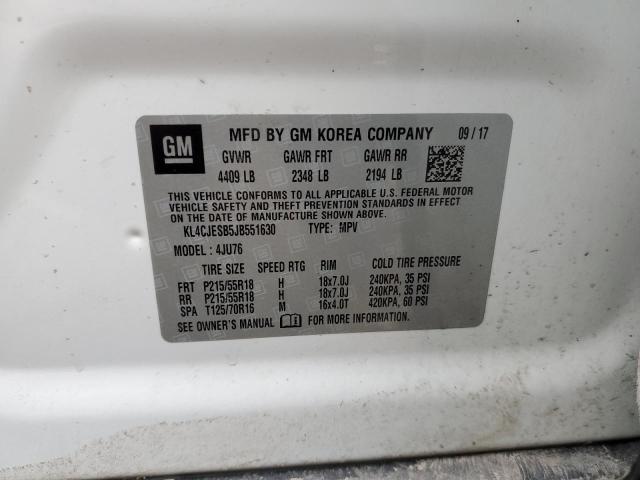 GM MFD BY GM KOREA COMPANY 09/17
GVWR GAWR FRT GAWR RR
4409 LB 2348 LB 2194 LB
THIS VEHICLE CONFORMS TO ALL APPLICABLE U.S. FEDERAL MOTOR
VEHICLE SAFETY AND THEFT PREVENTION STANDARDS IN EFFECT
ON THE DATE OF MANUFACTURE SHOWN ABOVE.
KL4CJESB5JB551630 TYPE: MPV
MODEL: 4JU76
TIRE SIZE SPEED RTG RIM COLD TIRE PRESSURE
FRT P215/55R18 H 18x7.0J 240KPA, 35 PSI
RR P215/55R18 H 18x7.0J 240KPA, 35 PSI
SPA T125/70R16 M 16x4.0T 420KPA, 60 PSI
SEE OWNER'S MANUAL FOR MORE INFORMATION.